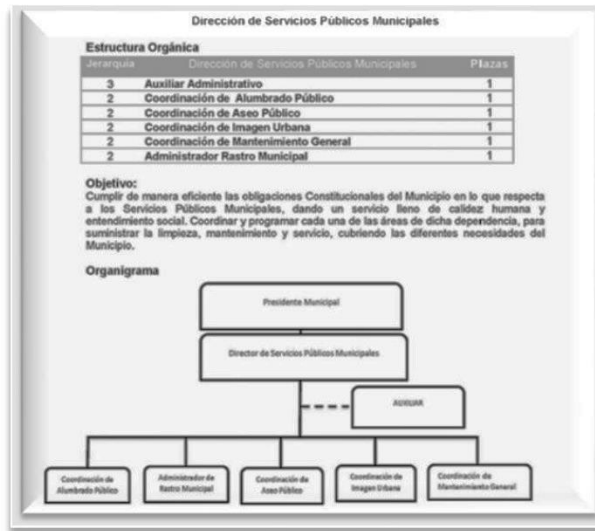 Dirección de Servicios Públicos Municipales
Estructura Orgánica
Jerarquía Dirección de Servicios Públicos Municipales Plazas
3 Auxiliar Administrativo 1
2 Coordinación de Alumbrado Público 1
2 Coordinación de Aseo Público 1
2 Coordinación de Imagen Urbana 1
2 Coordinación de Mantenimiento General 1
2 Administrador Rastro Municipal 1
Objetivo:
Cumplir de manera eficiente las obligaciones Constitucionales del Municipio en lo que respecta
a los Servicios Públicos Municipales, dando un servicio lleno de calidez humana y
entendimiento social. Coordinar y programar cada una de las áreas de dicha dependencia, para
suministrar la limpieza, mantenimiento y servicio, cubriendo las diferentes necesidades del
Municipio.
Organigrama
Presidente Municipal
Director de Servicios Públicos Municipales
AUXILIAR
Coordinación de
Alumbrado Público
Administrador de
Rastro Municipal
Coordinación de
Aseo Público
Coordinación de
Imagen Urbana
Coordinación de
Mantenimiento General